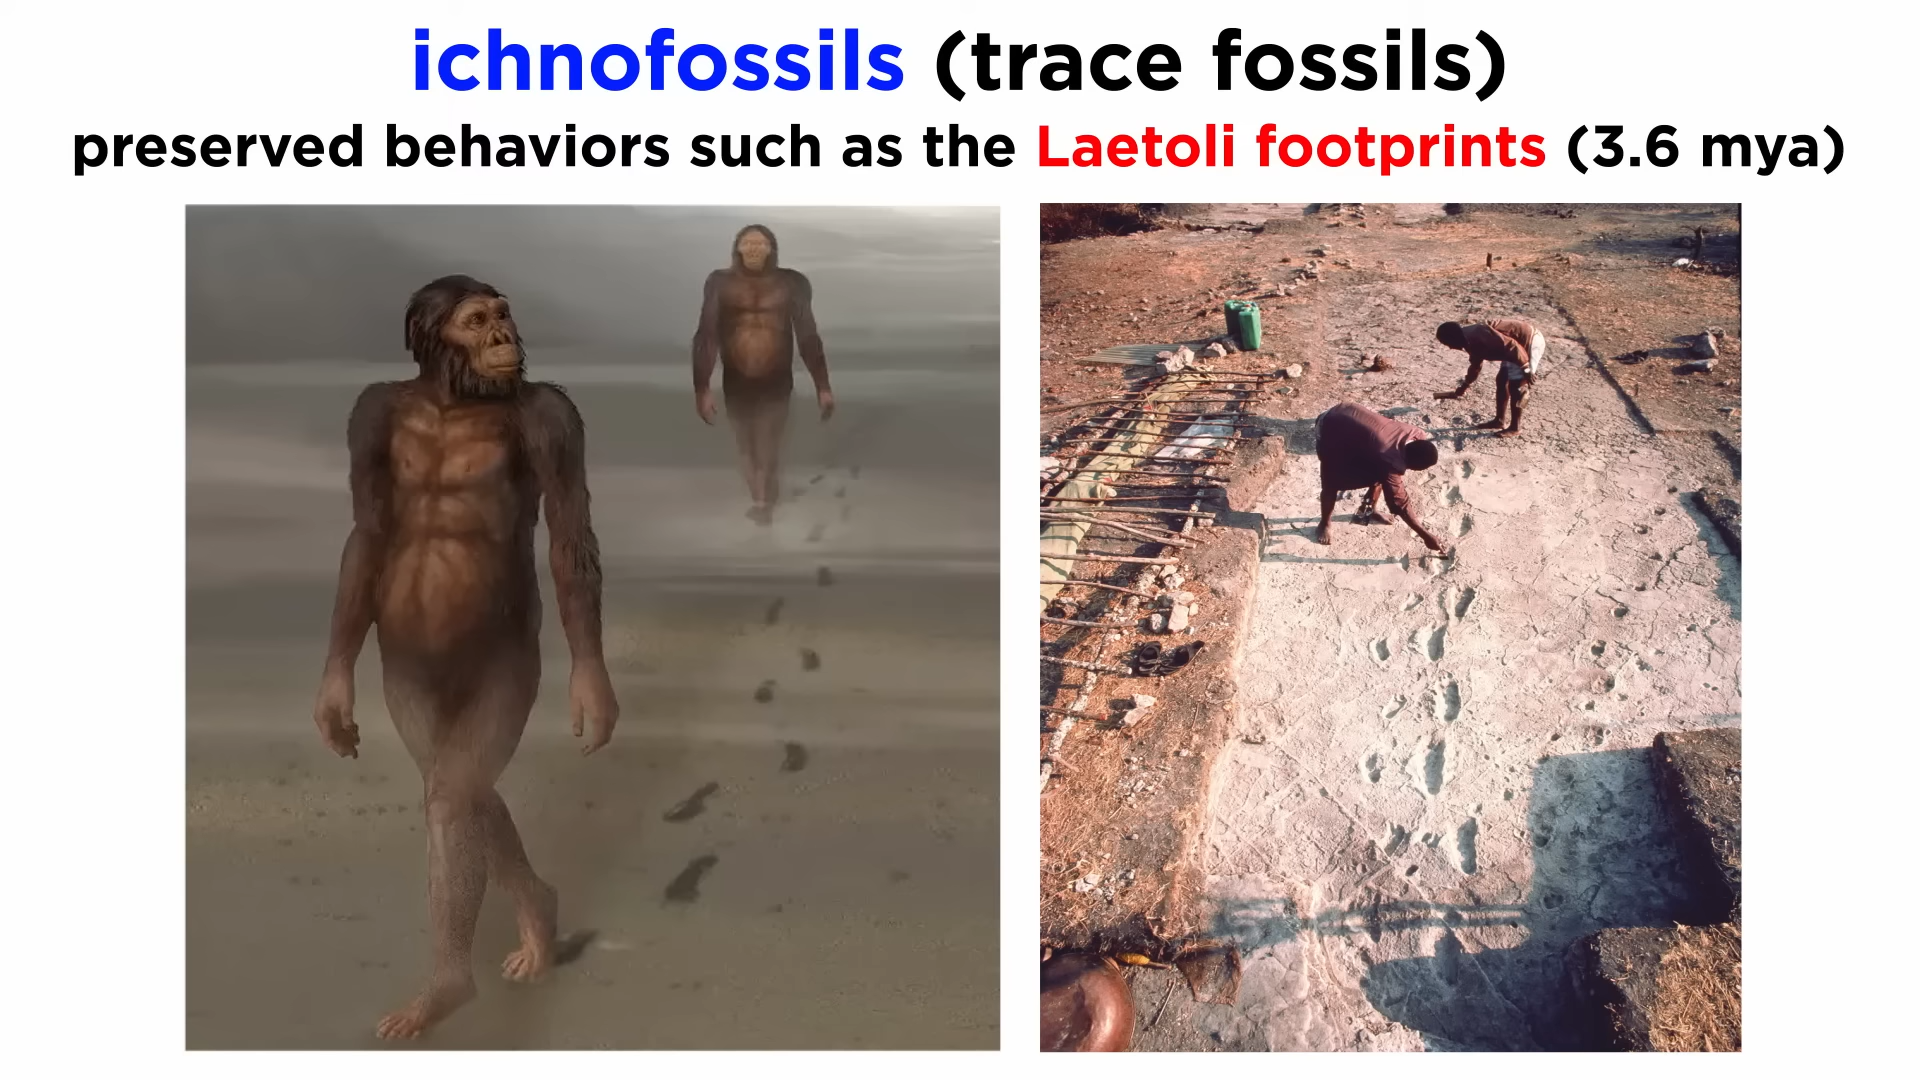 ichnofossils (trace fossils)
preserved behaviors such as the Laetoli footprints (3.6 mya)